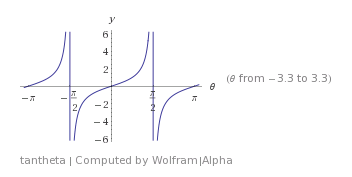 y
6
4
2
−π
−π/2
π/2
π
θ
−2
−4
−6
(θ from −3.3 to 3.3)
tantheta | Computed by Wolfram|Alpha